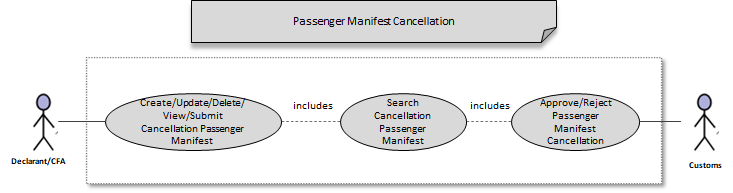 Passenger Manifest Cancellation
Create/Update/Delete/
View/Submit
Cancellation Passenger
Manifest
includes
Search
Cancellation
Passenger
Manifest
includes
Approve/Reject
Passenger
Manifest
Cancellation
Declarant/CFA
Customs